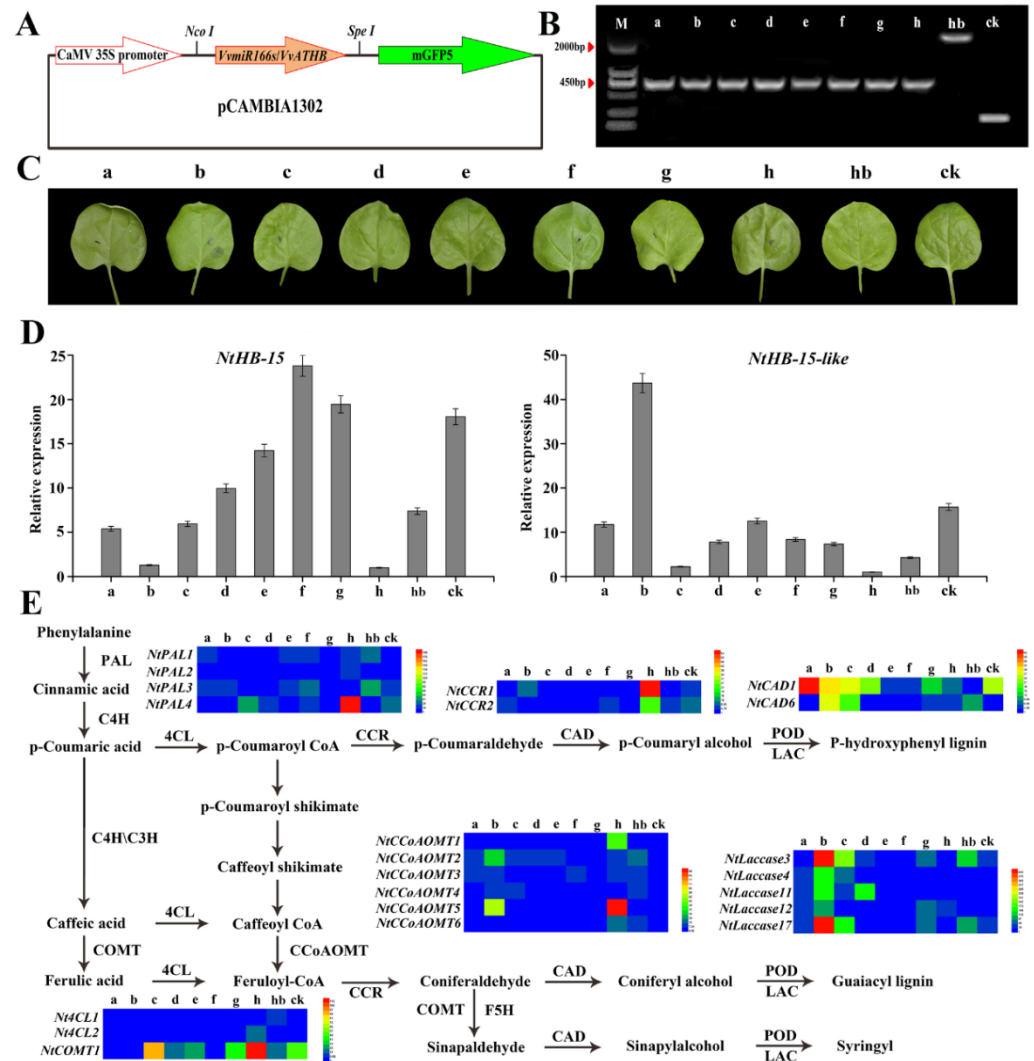 A
Nco I
Spe I
CaMV 35S promoter
VvmiR166s/VvATHB
mGFP5
pCAMBIA1302
B
M a b c d e f g h hb ck
2000bp
450bp
C
a b c d e f g h hb ck
D
NtHB-15
Relative expression
25
20
15
10
5
0
a b c d e f g h hb ck
NtHB-15-like
Relative expression
50
40
30
20
10
0
a b c d e f g h hb ck
E
Phenylalanine
PAL
Cinnamic acid
C4H
a b c d e f g h hb ck
NtPAL1
NtPAL2
NtPAL3
NtPAL4
a b c d e f g h hb ck
NtCCR1
NtCCR2
a b c d e f g h hb ck
NtCAD1
NtCAD6
p-Coumaric acid
4CL
p-Coumaroyl CoA
CCR
p-Coumaraldehyde
CAD
p-Coumaryl alcohol
POD
LAC
P-hydroxyphenyl lignin
p-Coumaroyl shikimate
C4H\C3H
Caffeoyl shikimate
a b c d e f g h hb ck
NtCCoAOMT1
NtCCoAOMT2
NtCCoAOMT3
NtCCoAOMT4
NtCCoAOMT5
NtCCoAOMT6
a b c d e f g h hb ck
NtLaccase3
NtLaccase4
NtLaccase11
NtLaccase12
NtLaccase17
Caffeic acid
4CL
Caffeoyl CoA
COMT
CCoAOMT
Ferulic acid
4CL
Feruloyl-CoA
CCR
Coniferaldehyde
CAD
Coniferyl alcohol
POD
LAC
Guaiacyl lignin
a b c d e f g h hb ck
Nt4CL1
Nt4CL2
NtCOMT1
COMT
F5H
Sinapaldehyde
CAD
Sinapylalcohol
POD
LAC
Syringyl